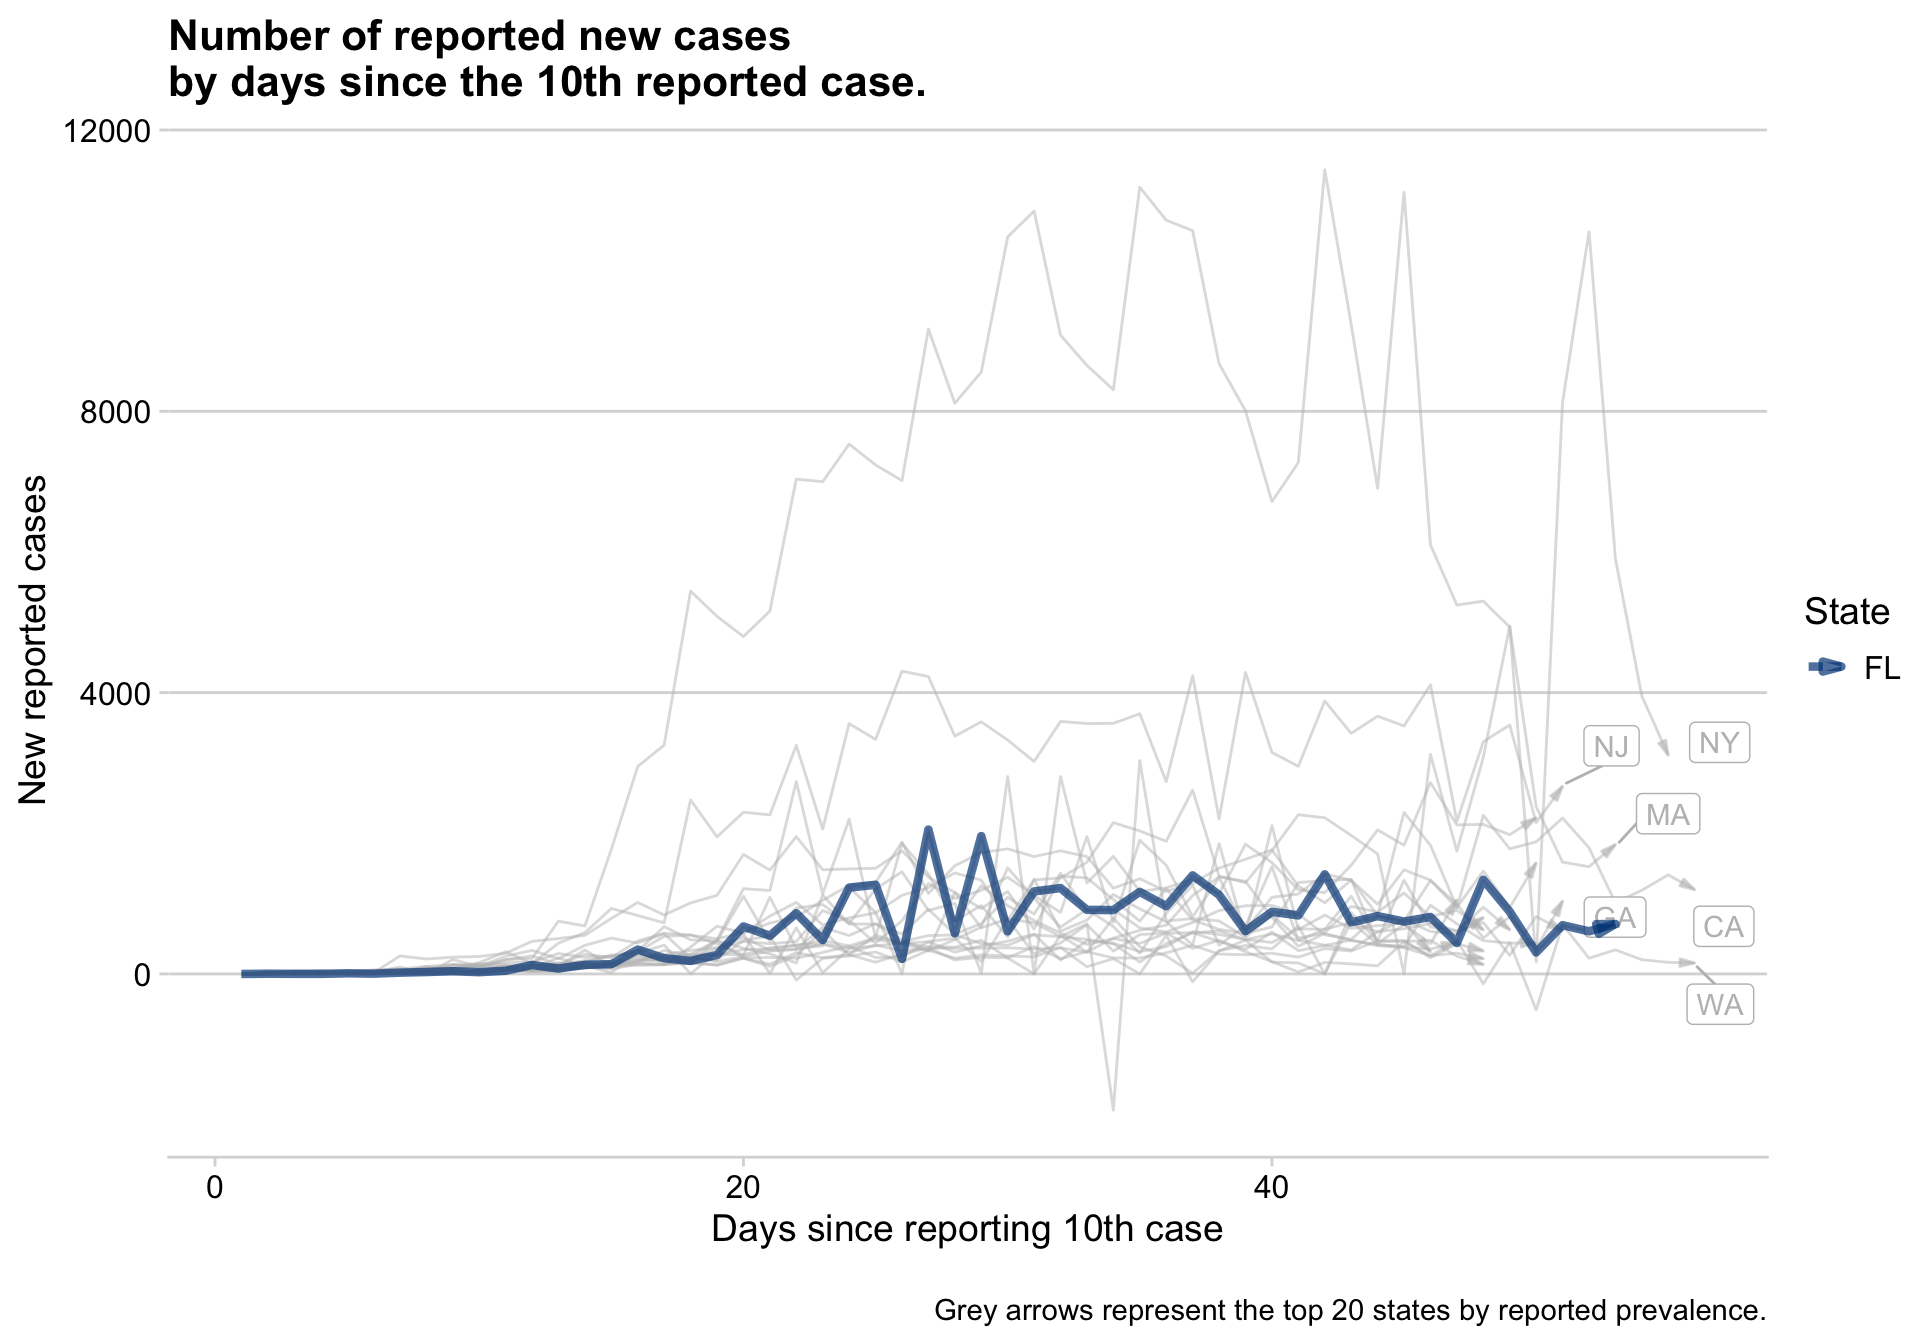 Number of reported new cases
by days since the 10th reported case.
12000
8000
4000
0
New reported cases
NJ
NY
MA
GA
CA
WA
State
FL
0
20
40
Days since reporting 10th case
Grey arrows represent the top 20 states by reported prevalence.